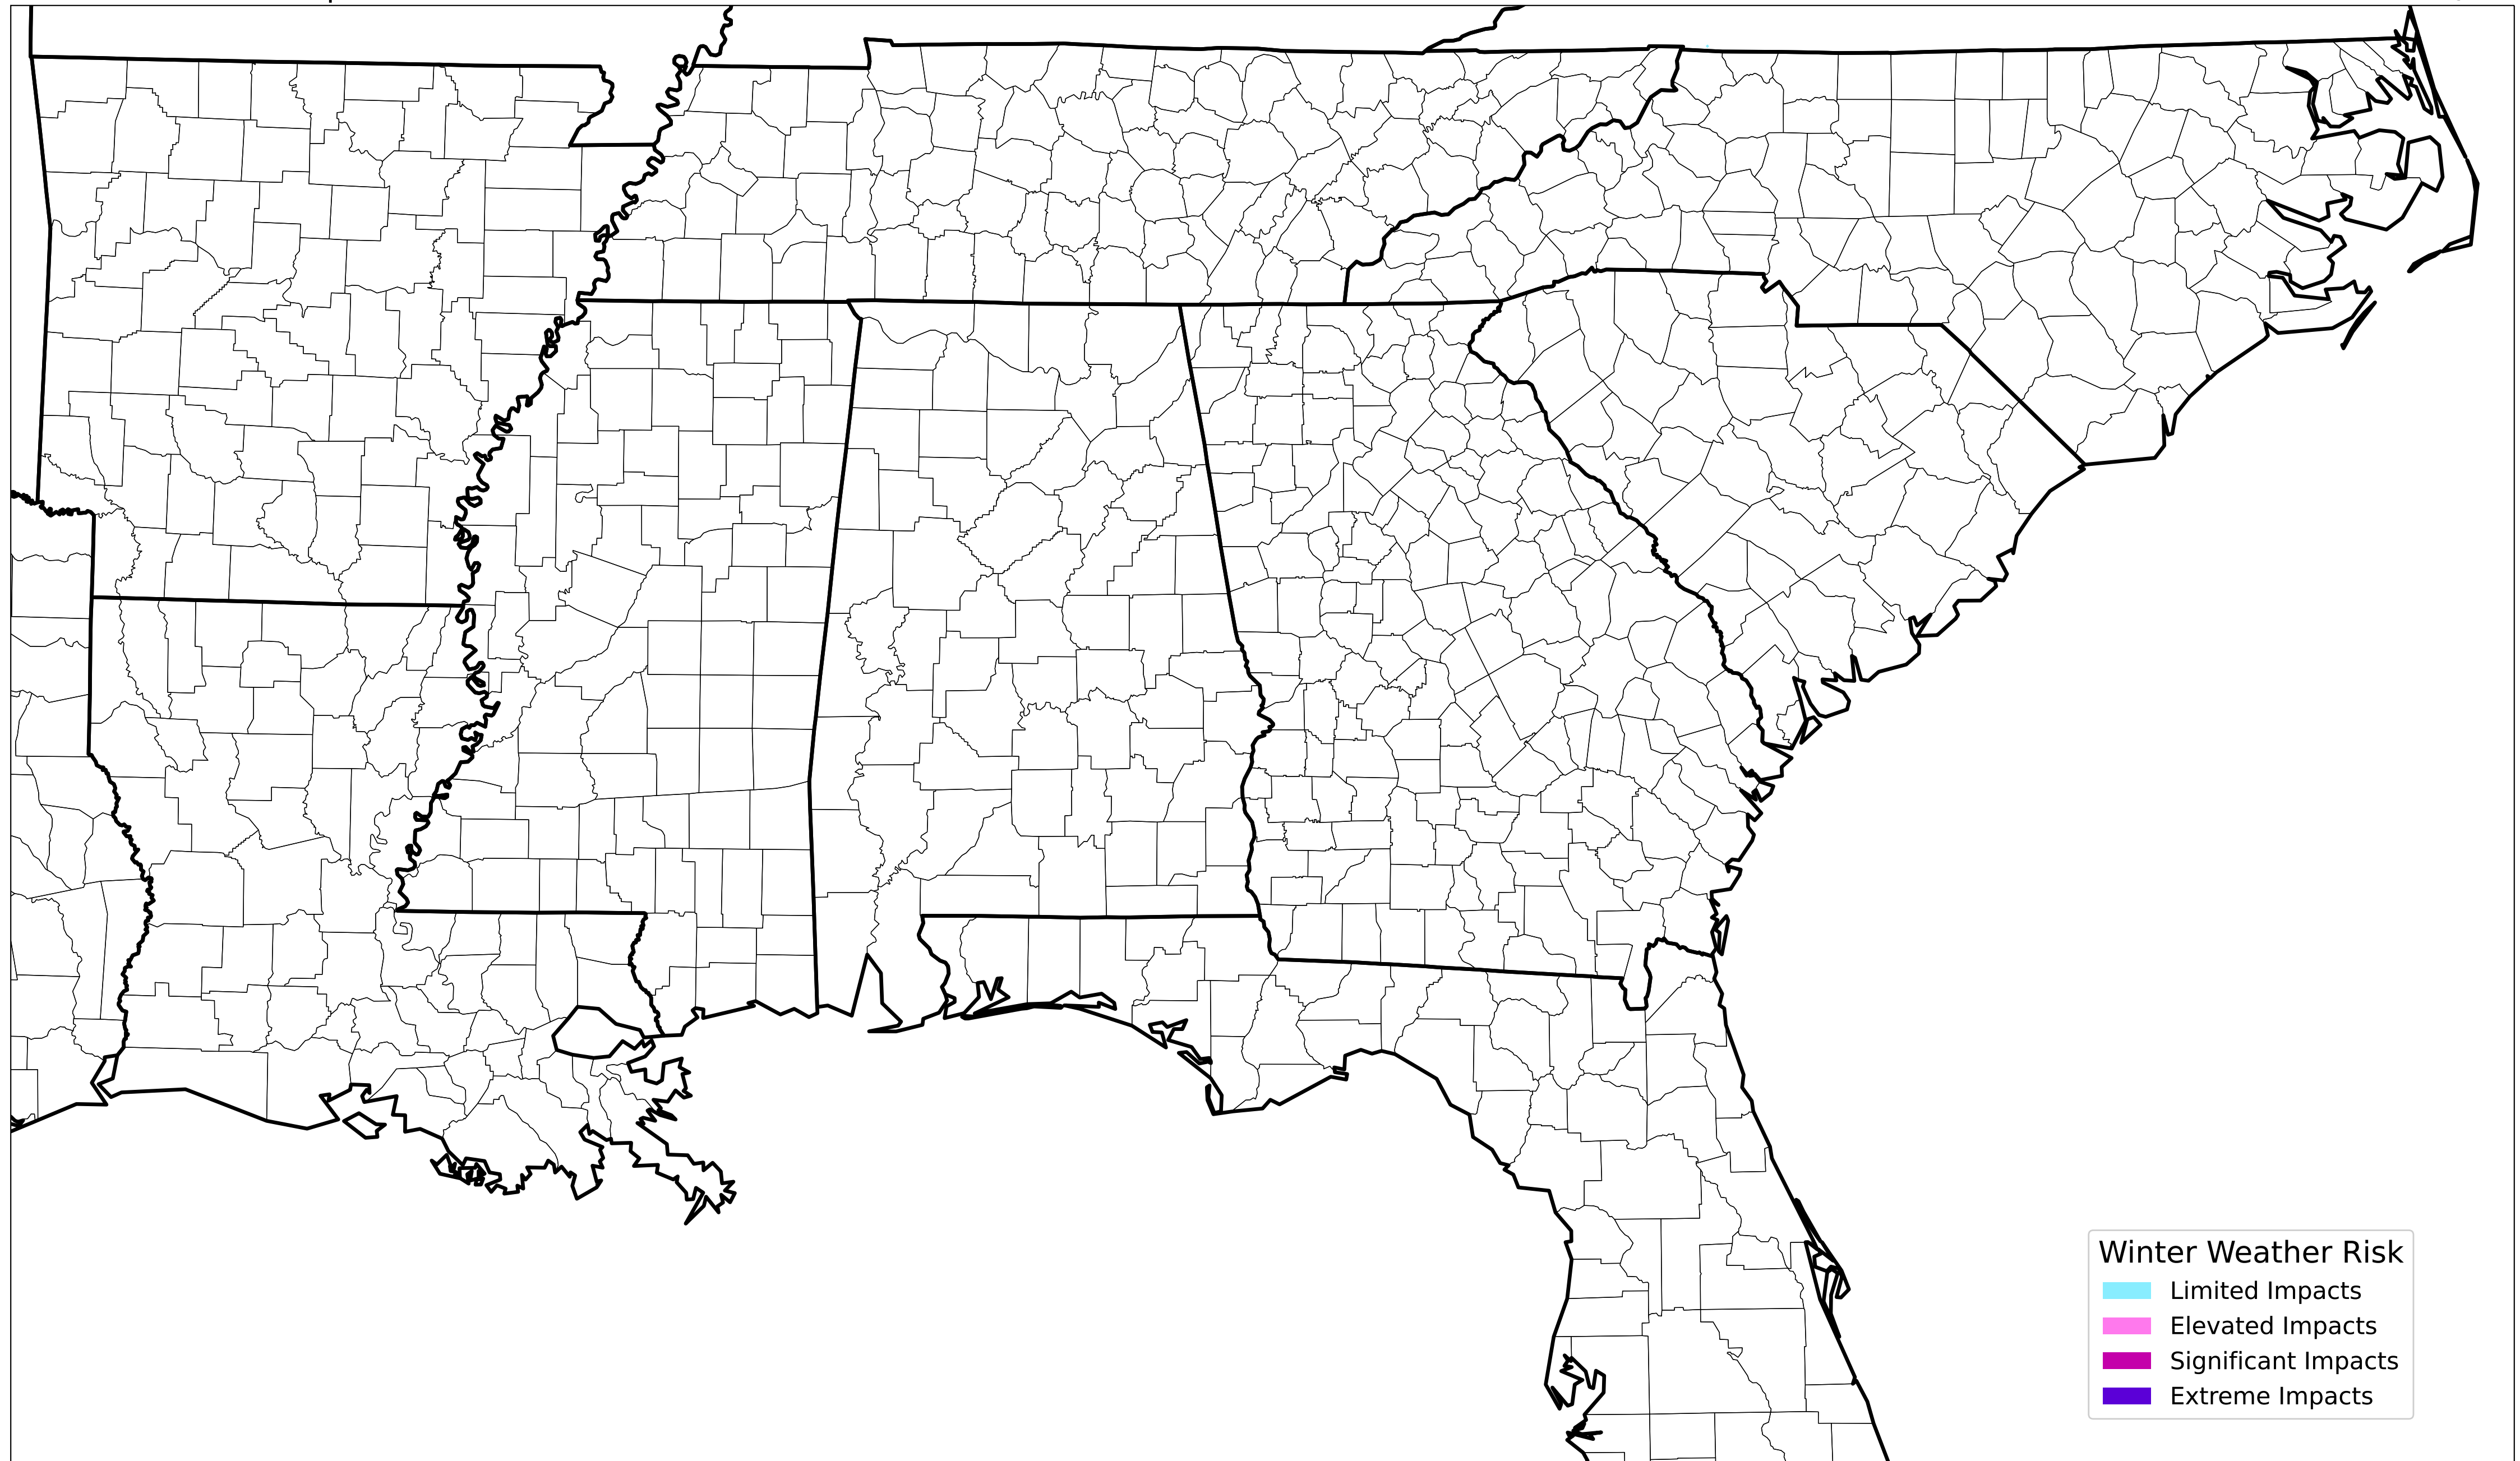 Winter Weather Risk
Limited Impacts
Elevated Impacts
Significant Impacts
Extreme Impacts